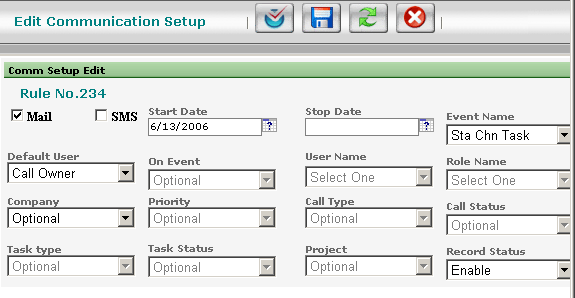 Edit Communication Setup
Comm Setup Edit
Rule No.234
Mail SMS Start Date Stop Date Event Name
6/13/2006 Sta Chn Task
Default User On Event User Name Role Name
Call Owner Optional Select One Select One
Company Priority Call Type Call Status
Optional Optional Optional Optional
Task type Task Status Project Record Status
Optional Optional Optional Enable